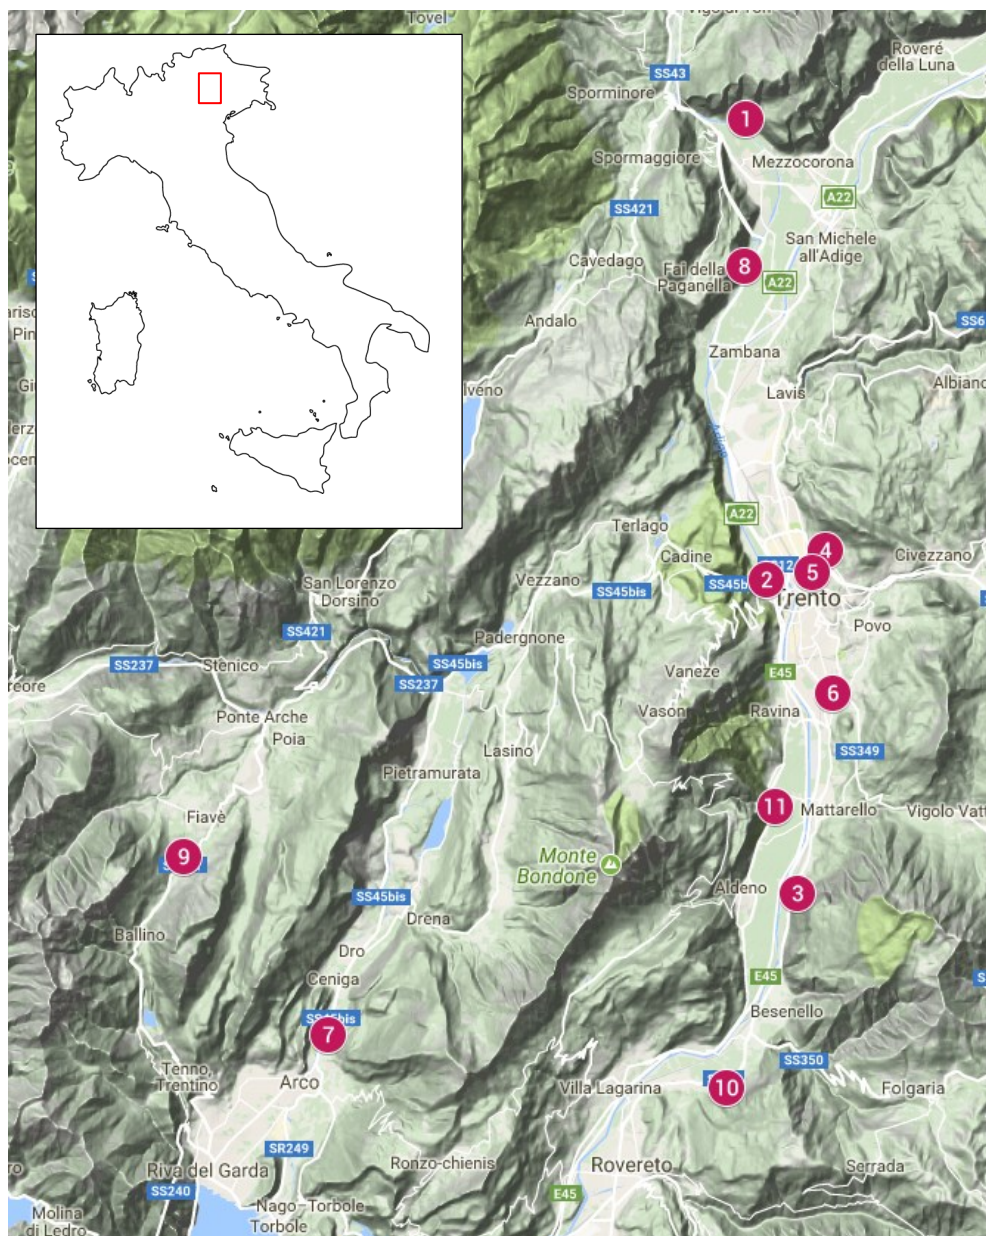 Tovel
SS43
Roveré
della Luna
Sporminore
1
Spormaggiore
Mezzocorona
A22
SS421
San Michele
all'Adige
Cavedago
Fai della
Paganella
8
A22
Andalo
Zambana
Lavis
Adige
A22
Terlago
Cadine
4
Civezzano
5
2
Trento
San Lorenzo
Dorsino
Vezzano
SS45bis
Povo
SS421
Padergnone
SS237
Stenico
SS45bis
SS237
Vaneze
E45
6
Vason
Ravina
Ponte Arche
Poia
Lasino
SS349
Pietramurata
11
Mattarello
Fiavè
9
Monte
Bondone
Aldeno
3
SS45bis
Drena
Ballino
Dro
Ceniga
E45
Besenello
7
SS350
Tenno,
Trentino
Arco
Villa Lagarina
10
Folgaria
SR249
Riva del Garda
Ronzo-chienis
Rovereto
Serrada
SS240
E45
Nago-Torbole
Torbole
Molina
di Ledro